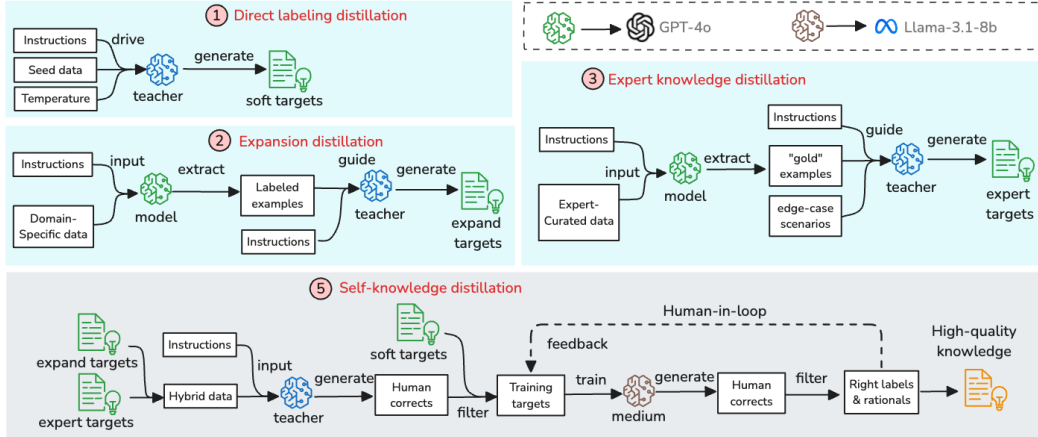 1 Direct labeling distillation
Instructions
Seed data
Temperature
drive
teacher
generate
soft targets
GPT-4o
Llama-3.1-8b
2 Expansion distillation
Instructions
Domain-
Specific data
input
model
extract
Labeled
examples
Instructions
guide
teacher
generate
expand
targets
3 Expert knowledge distillation
Instructions
Expert-
Curated data
input
model
extract
Instructions
"gold"
examples
edge-case
scenarios
guide
teacher
generate
expert
targets
5 Self-knowledge distillation
expand targets
expert targets
Instructions
Hybrid data
input
teacher
generate
Human
corrects
soft targets
filter
Training
targets
Human-in-loop
feedback
train
medium
generate
Human
corrects
filter
Right labels
& rationals
High-quality
knowledge